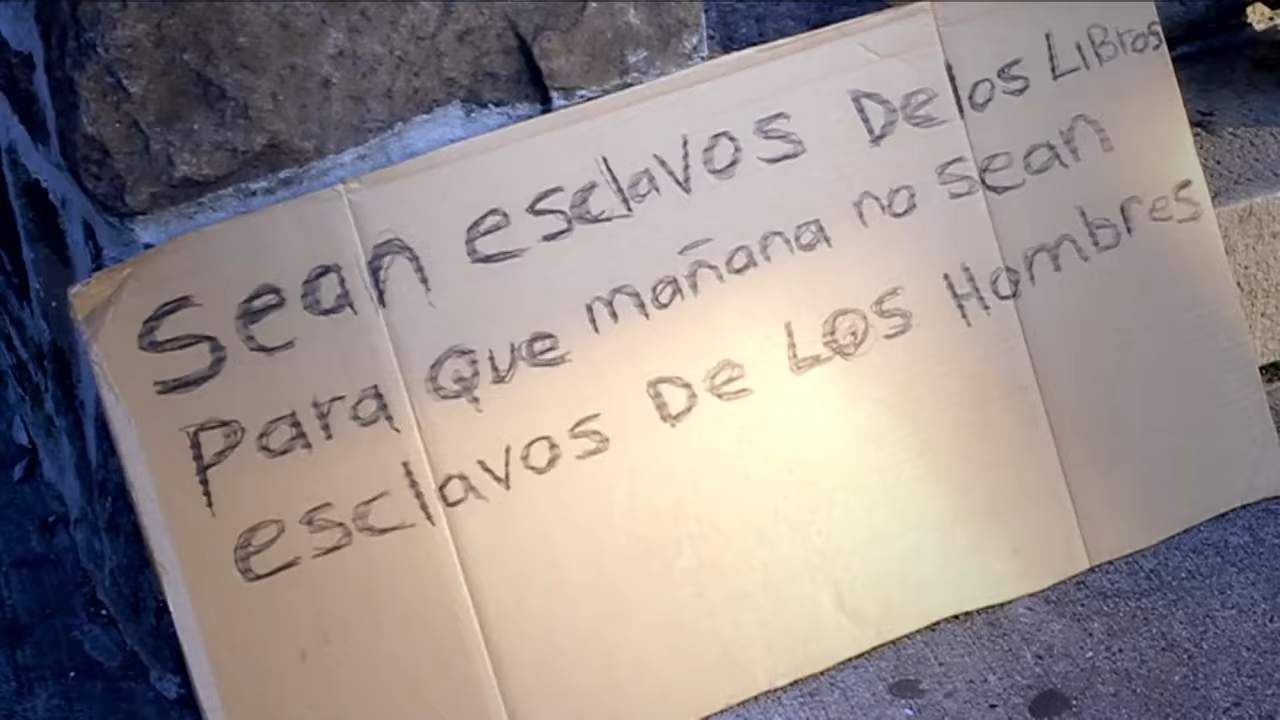 Sean esclavos De los LiBros
Para Que mañana no sean
esclavos De LOS Hombres